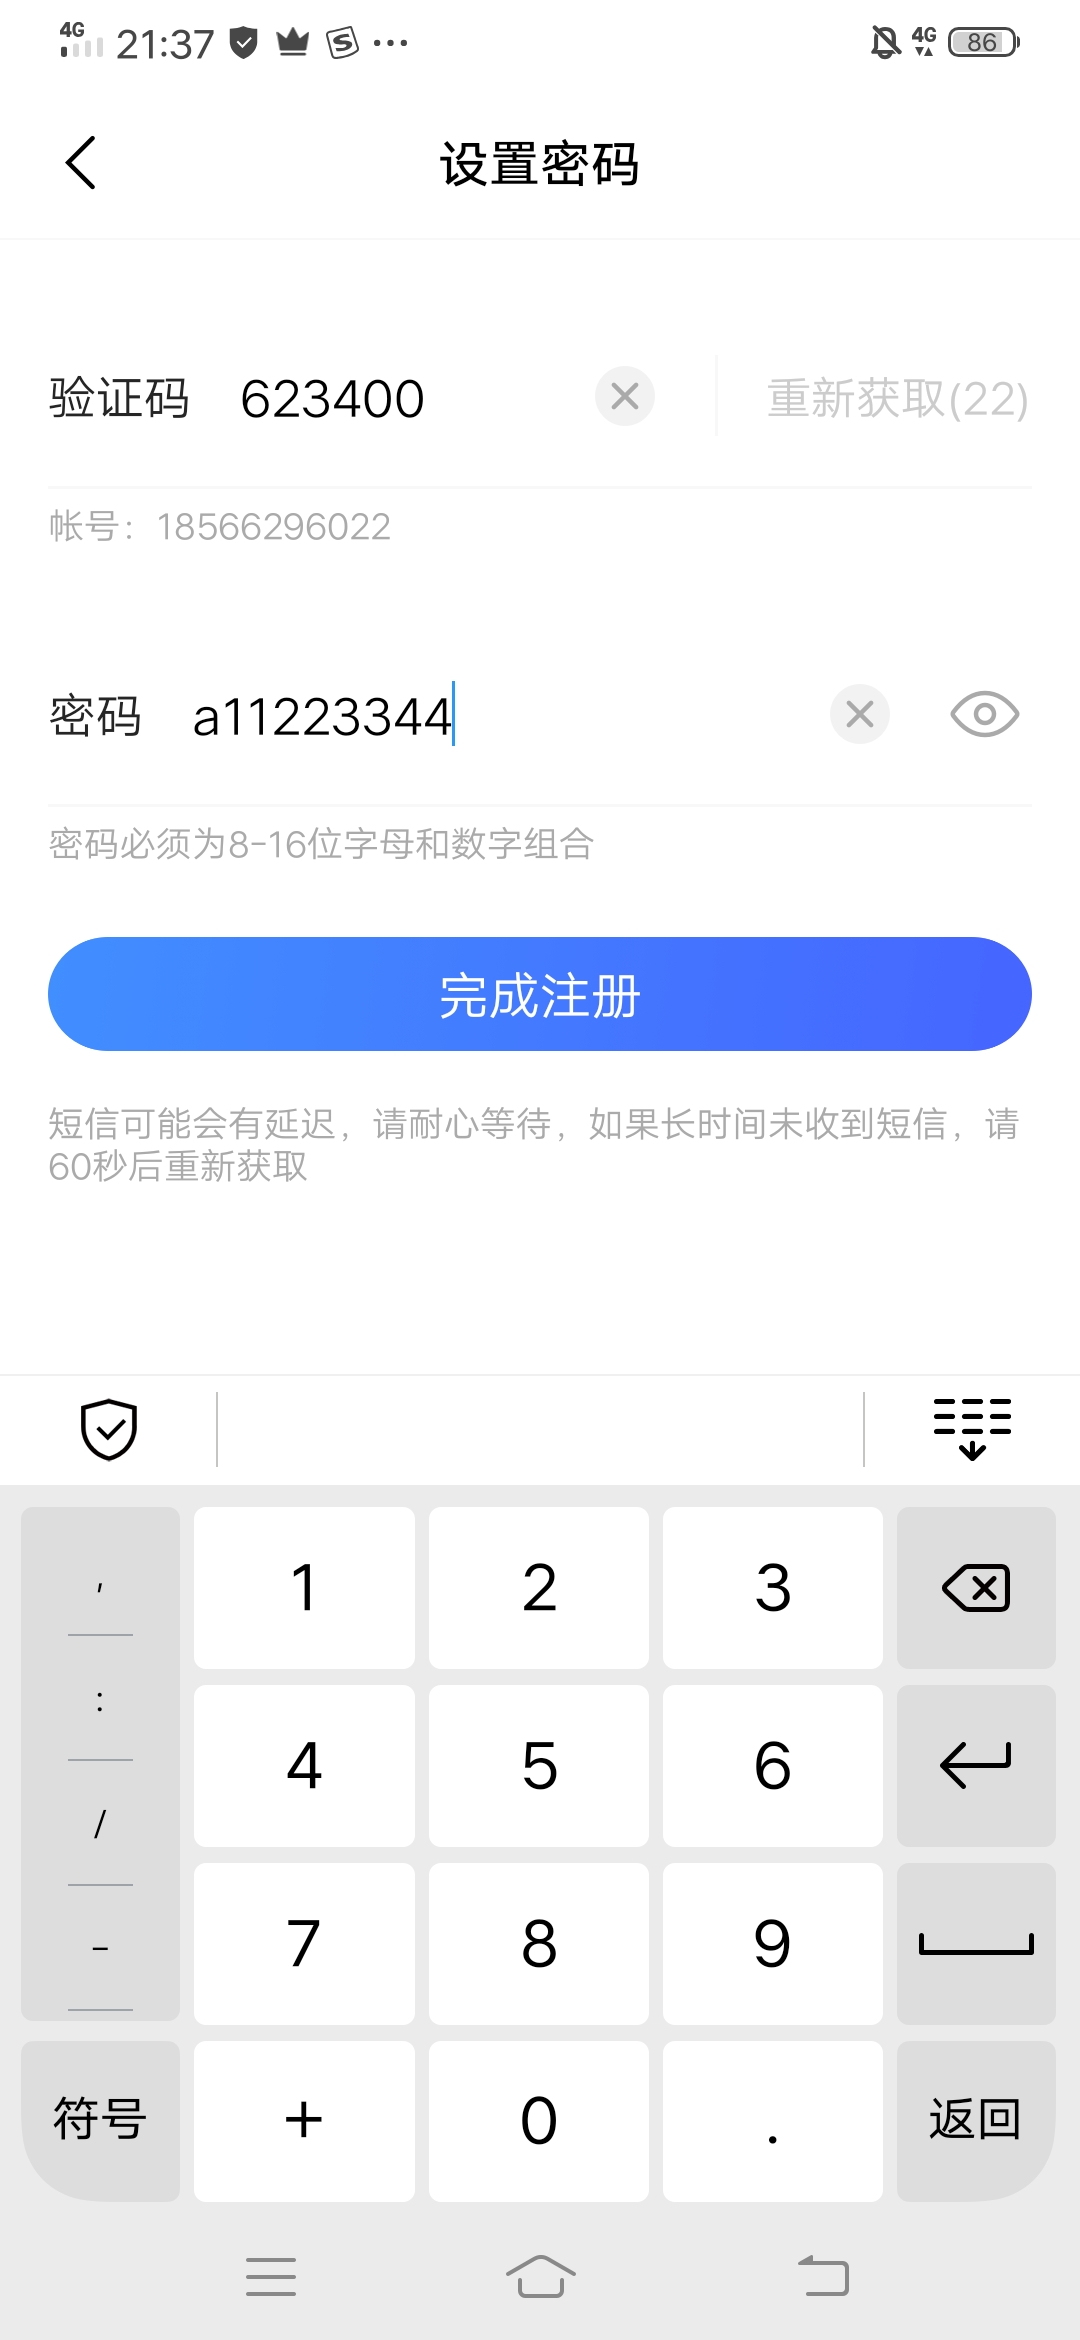 4G 21:37 4G 86
设置密码
验证码 623400 重新获取(22)
帐号：18566296022
密码 a11223344
密码必须为8-16位字母和数字组合
完成注册
短信可能会有延迟，请耐心等待，如果长时间未收到短信，请
60秒后重新获取
, 1 2 3
:
4 5 6
/
7 8 9
-
符号 + 0 . 返回